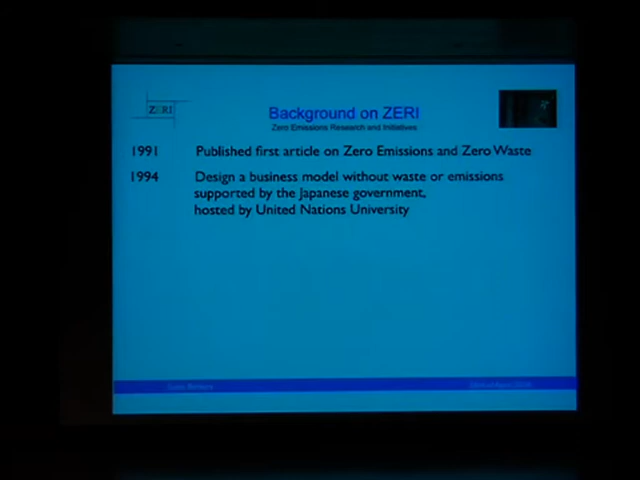 ZERI
Background on ZERI
Zero Emissions Research and Initiatives
1991 Published first article on Zero Emissions and Zero Waste
1994 Design a business model without waste or emissions
supported by the Japanese government,
hosted by United Nations University